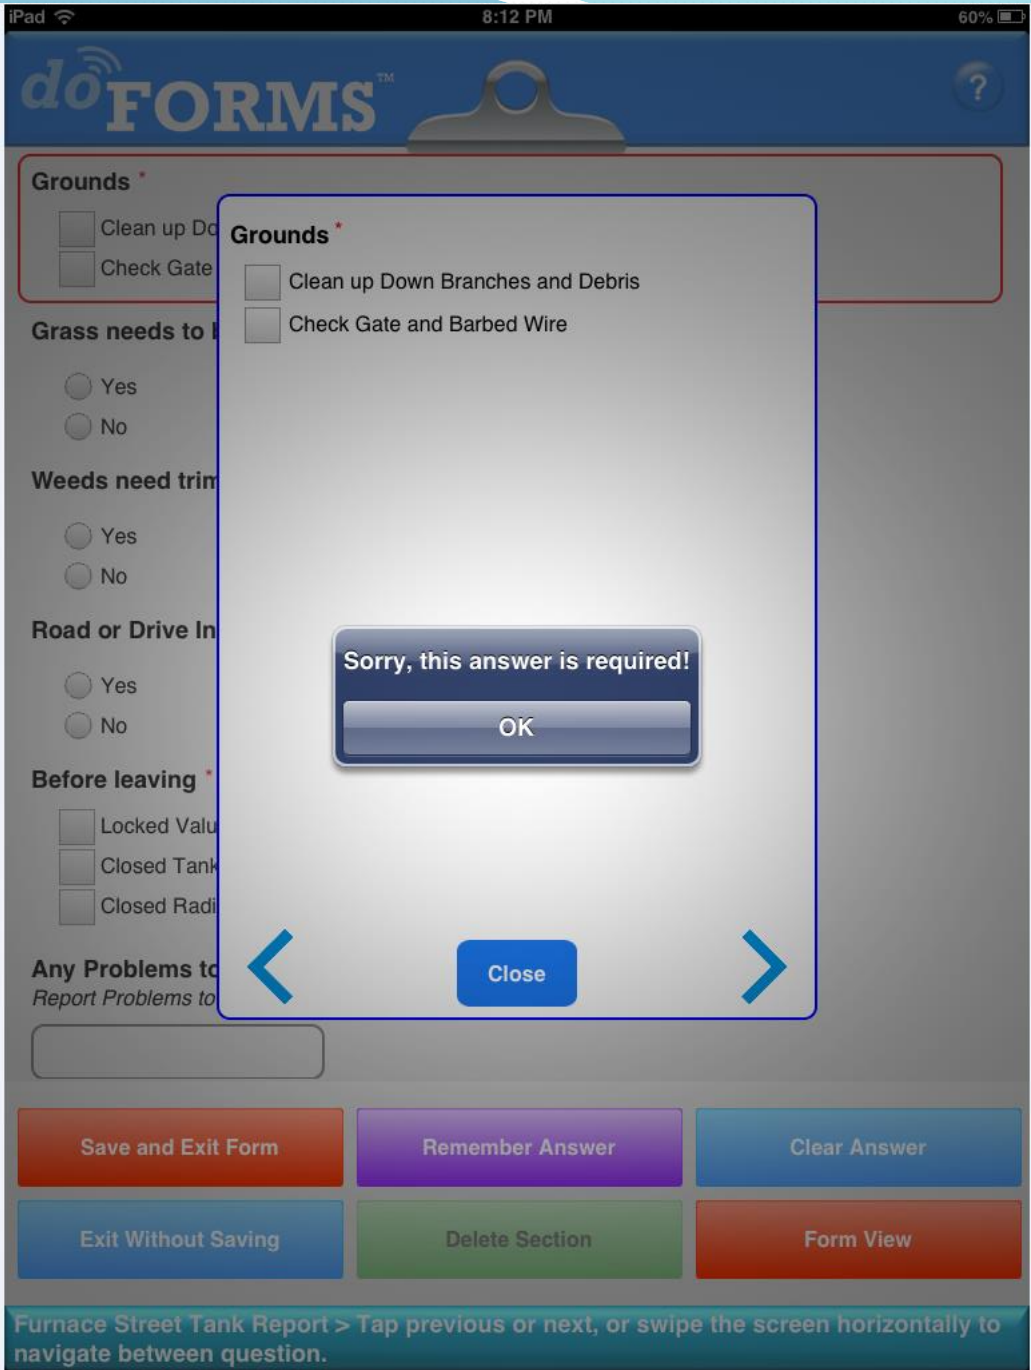 iPad
8:12 PM
60%
doFORMS™
?
Grounds *
Clean up Do
Check Gate
Grass needs to b
Yes
No
Weeds need trim
Yes
No
Road or Drive In
Yes
No
Before leaving *
Locked Valu
Closed Tank
Closed Radi
Any Problems to
Report Problems to
Grounds *
Clean up Down Branches and Debris
Check Gate and Barbed Wire
Sorry, this answer is required!
OK
Close
Save and Exit Form
Remember Answer
Clear Answer
Exit Without Saving
Delete Section
Form View
Furnace Street Tank Report > Tap previous or next, or swipe the screen horizontally to
navigate between question.